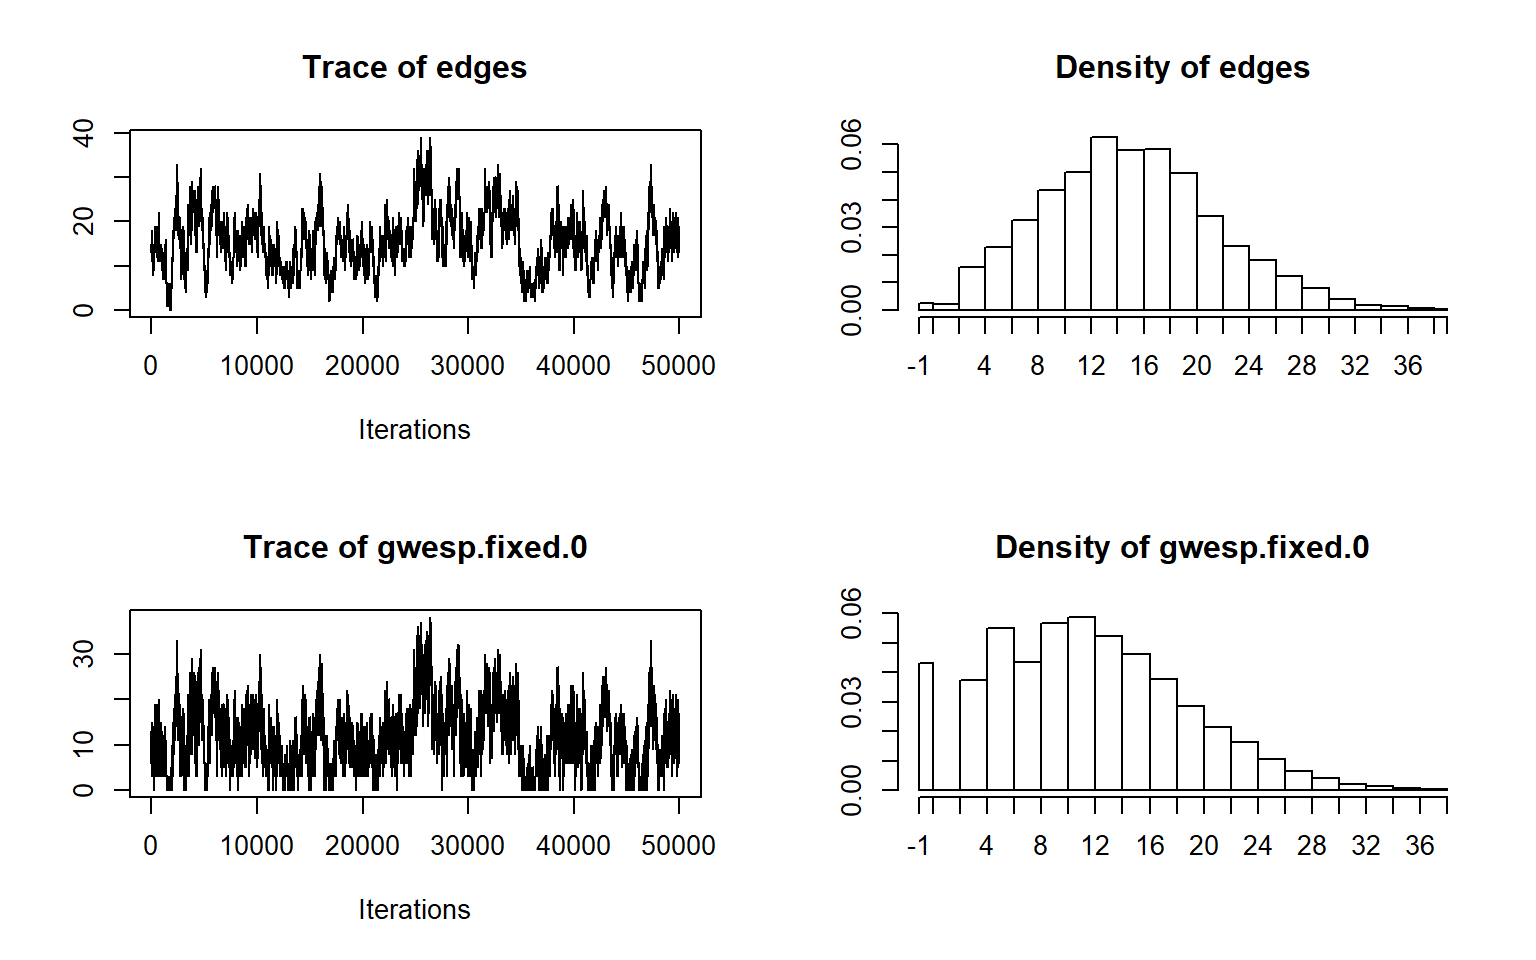 Trace of edges
40
20
0
0 10000 20000 30000 40000 50000
Iterations
Density of edges
0.06
0.03
0.00
-1 4 8 12 16 20 24 28 32 36
Trace of gwesp.fixed.0
30
10
0
0 10000 20000 30000 40000 50000
Iterations
Density of gwesp.fixed.0
0.06
0.03
0.00
-1 4 8 12 16 20 24 28 32 36